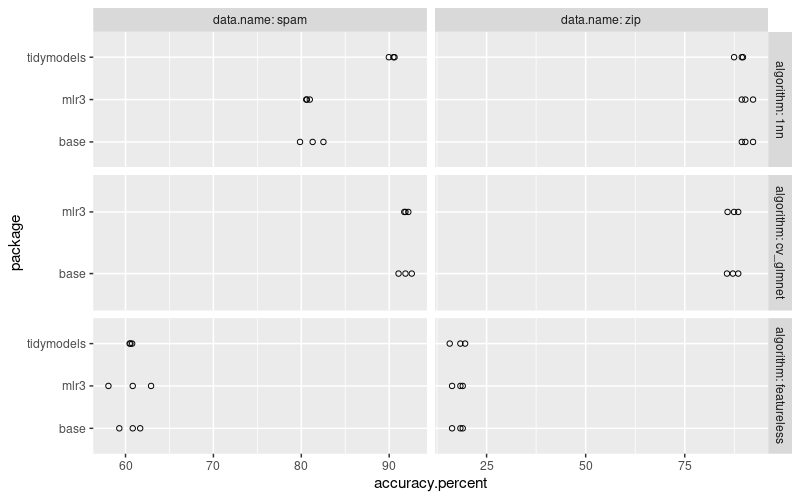 data.name: spam
data.name: zip
tidymodels
mlr3
base
algorithm: 1nn
mlr3
base
algorithm: cv_glmnet
tidymodels
mlr3
base
algorithm: featureless
package
60
70
80
90
25
50
75
accuracy.percent